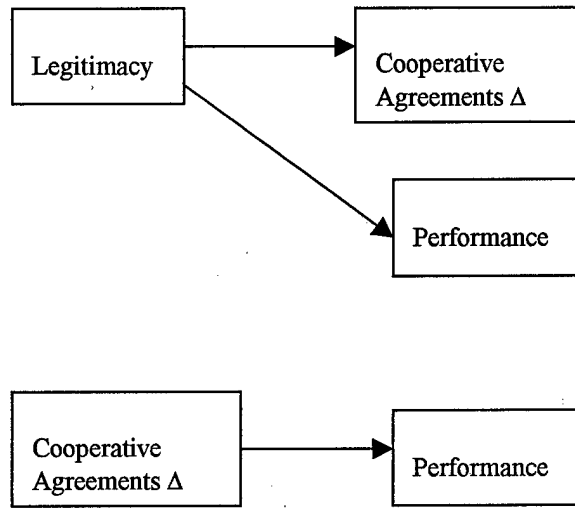 Legitimacy
Cooperative
Agreements Δ
Performance
Cooperative
Agreements Δ
Performance